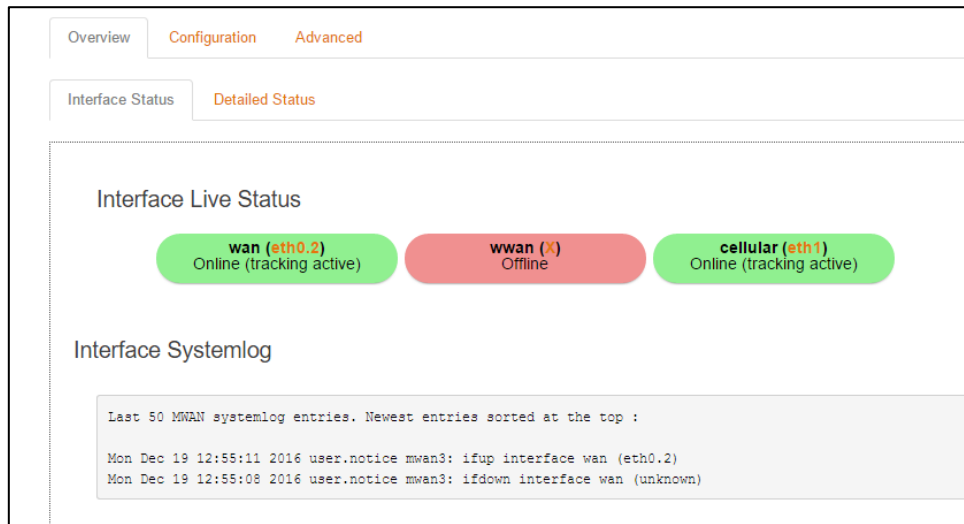 Overview Configuration Advanced
Interface Status Detailed Status
Interface Live Status
wan (eth0.2) wwan (X) cellular (eth1)
Online (tracking active) Offline Online (tracking active)
Interface Systemlog
Last 50 MWAN systemlog entries. Newest entries sorted at the top :
Mon Dec 19 12:55:11 2016 user.notice mwan3: ifup interface wan (eth0.2)
Mon Dec 19 12:55:08 2016 user.notice mwan3: ifdown interface wan (unknown)